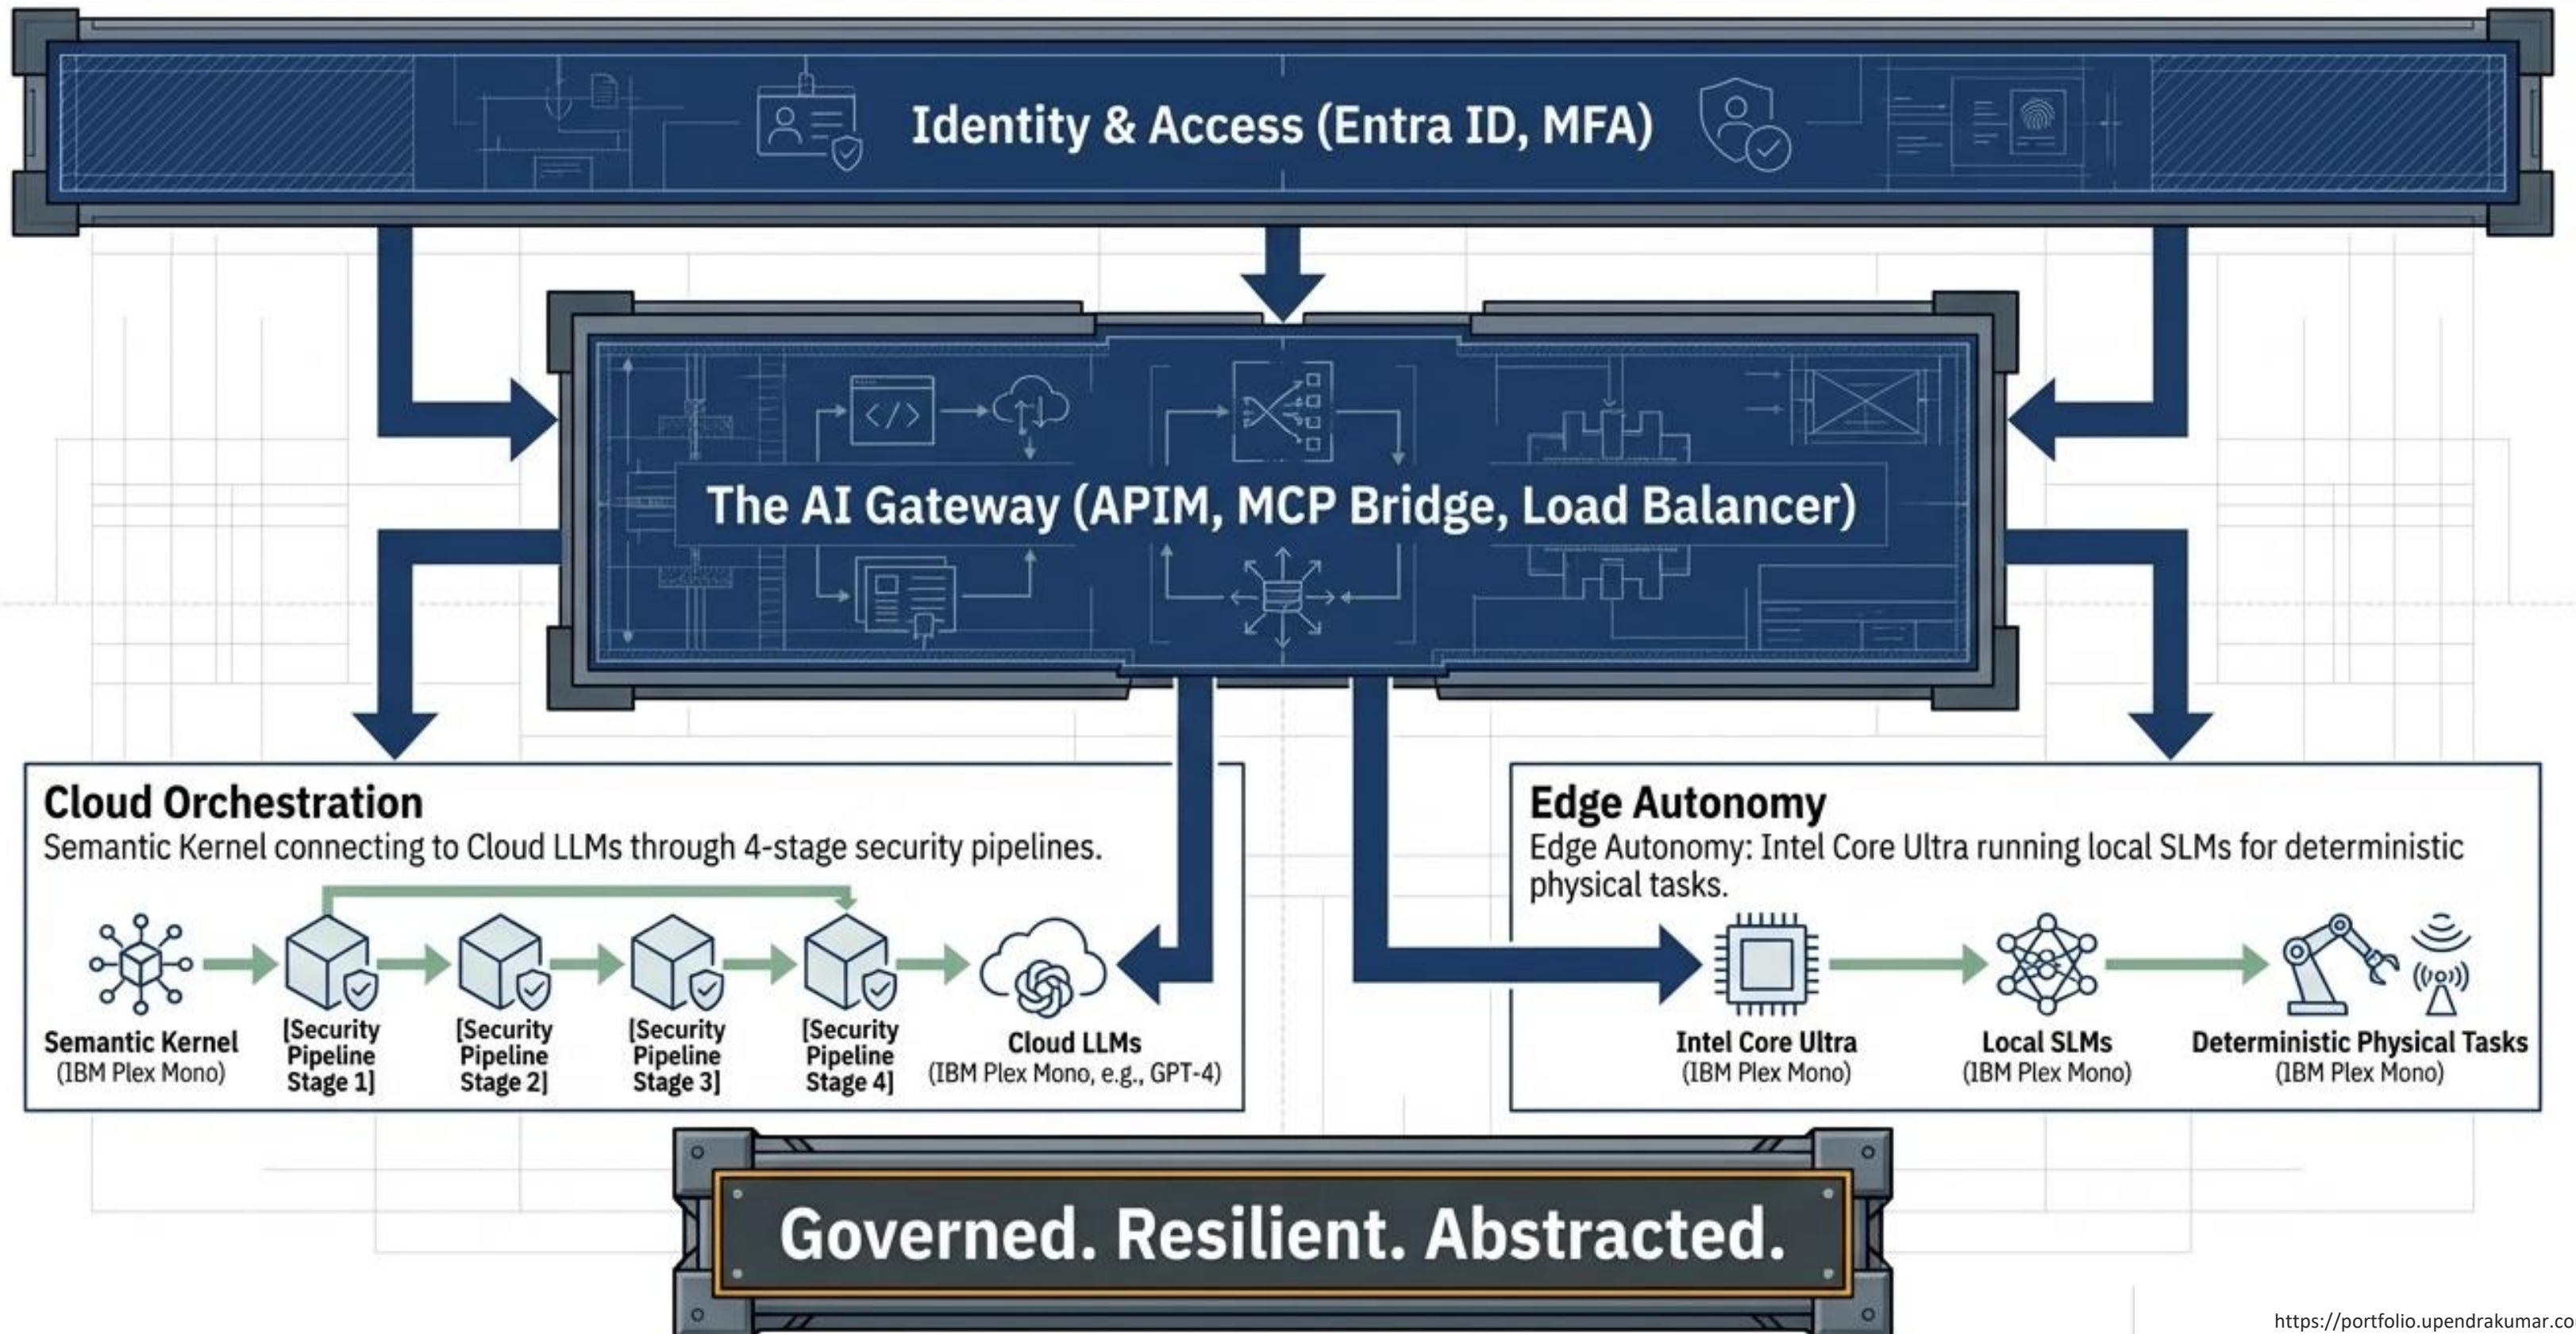 Identity & Access (Entra ID, MFA)
The AI Gateway (APIM, MCP Bridge, Load Balancer)
Cloud Orchestration
Semantic Kernel connecting to Cloud LLMs through 4-stage security pipelines.
Semantic Kernel
(IBM Plex Mono)
[Security
Pipeline
Stage 1]
[Security
Pipeline
Stage 2]
[Security
Pipeline
Stage 3]
[Security
Pipeline
Stage 4]
Cloud LLMs
(IBM Plex Mono, e.g., GPT-4)
Edge Autonomy
Edge Autonomy: Intel Core Ultra running local SLMs for deterministic
physical tasks.
Intel Core Ultra
(IBM Plex Mono)
Local SLMs
(IBM Plex Mono)
Deterministic Physical Tasks
(IBM Plex Mono)
Governed. Resilient. Abstracted.
https://portfolio.upendrakumar.co